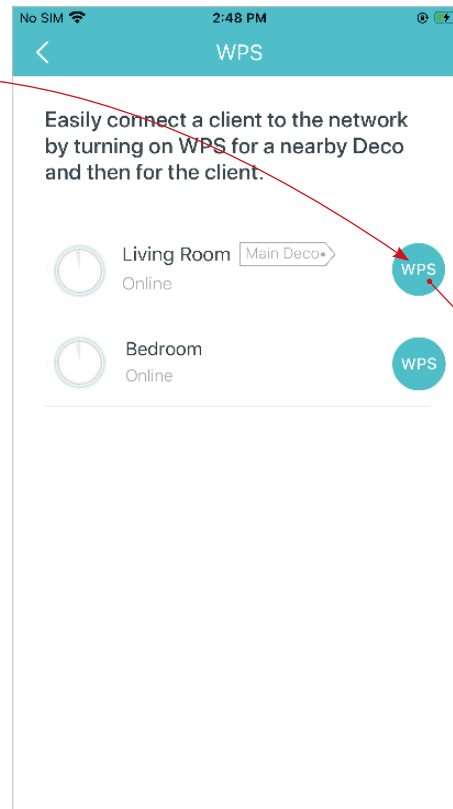 No SIM 2:48 PM
WPS
Easily connect a client to the network
by turning on WPS for a nearby Deco
and then for the client.
Living Room Main Deco
Online
WPS
Bedroom
Online
WPS